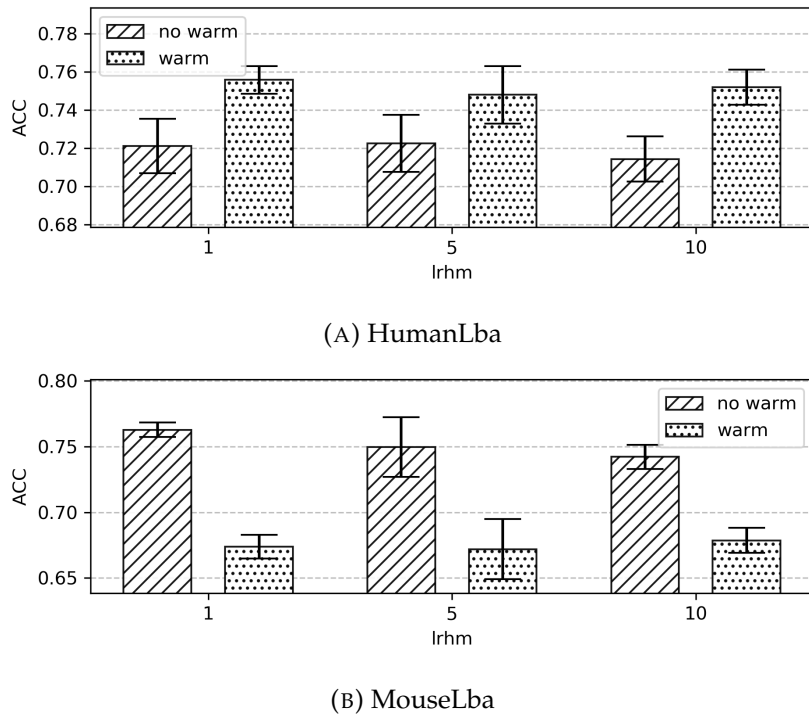 0.78
0.76
0.74
0.72
0.70
0.68
ACC
no warm
warm
1 5 10
lrhm
(A) HumanLba
0.80
0.75
0.70
0.65
ACC
no warm
warm
1 5 10
lrhm
(B) MouseLba